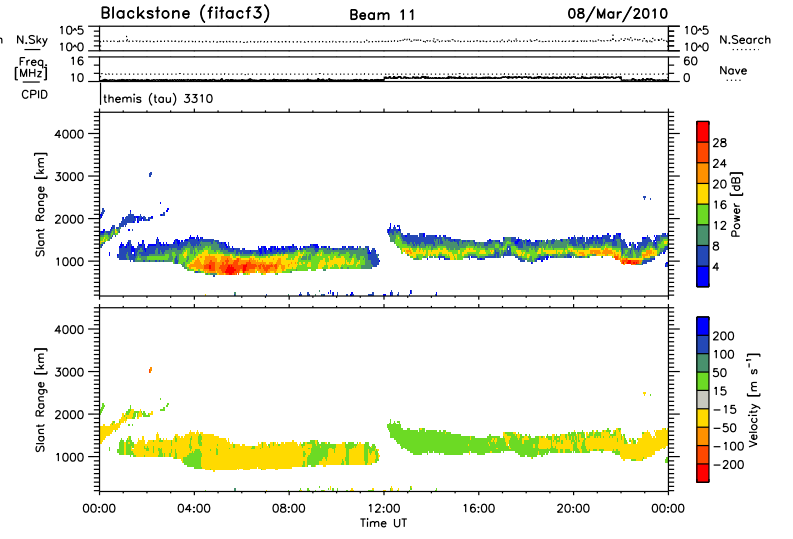 Blackstone (fitacf3) Beam 11 08/Mar/2010
N.Sky 10^5 10^0 10^5 10^0 N.Search
Freq. [MHz] 16 10 60 0 Nave
CPID themis (tau) 3310
Slant Range [km] 4000 3000 2000 1000
28 24 20 16 12 8 4 Power [dB]
Slant Range [km] 4000 3000 2000 1000
200 100 50 15 -15 -50 -100 -200 Velocity [m s⁻¹]
00:00 04:00 08:00 12:00 16:00 20:00 00:00
Time UT